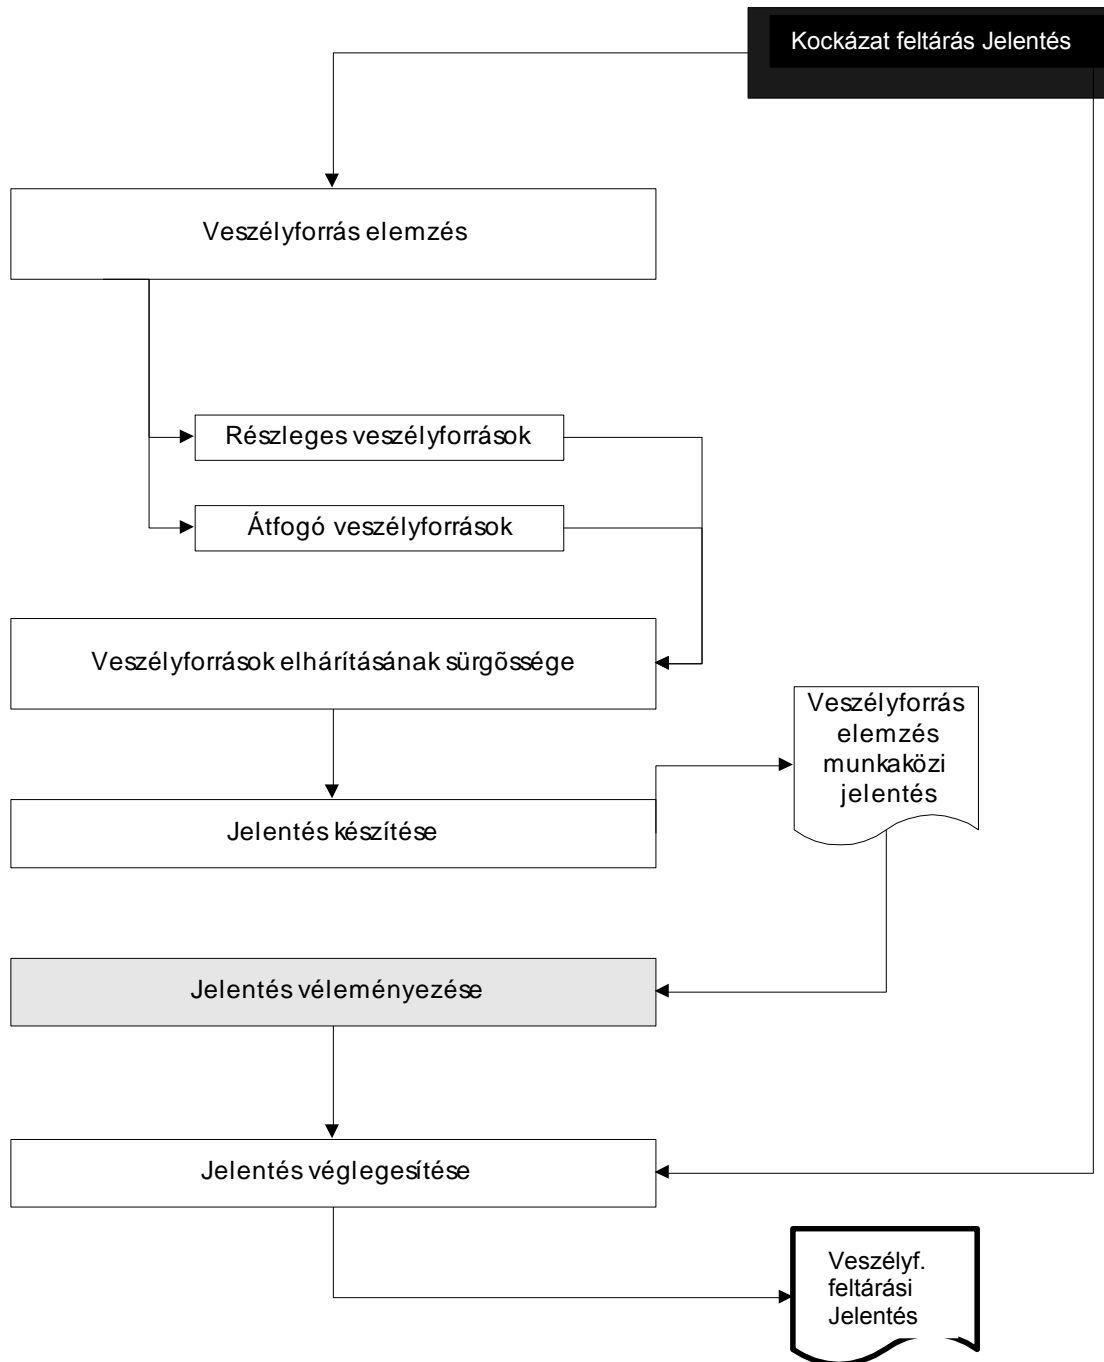 Kockázat feltárás Jelentés
Veszélyforrás elemzés
Részleges veszélyforrások
Átfogó veszélyforrások
Veszélyforrások elhárításának sürgõssége
Veszélyforrás
elemzés
munkaközi
jelentés
Jelentés készítése
Jelentés véleményezése
Jelentés véglegesítése
Veszélyf.
feltárási
Jelentés